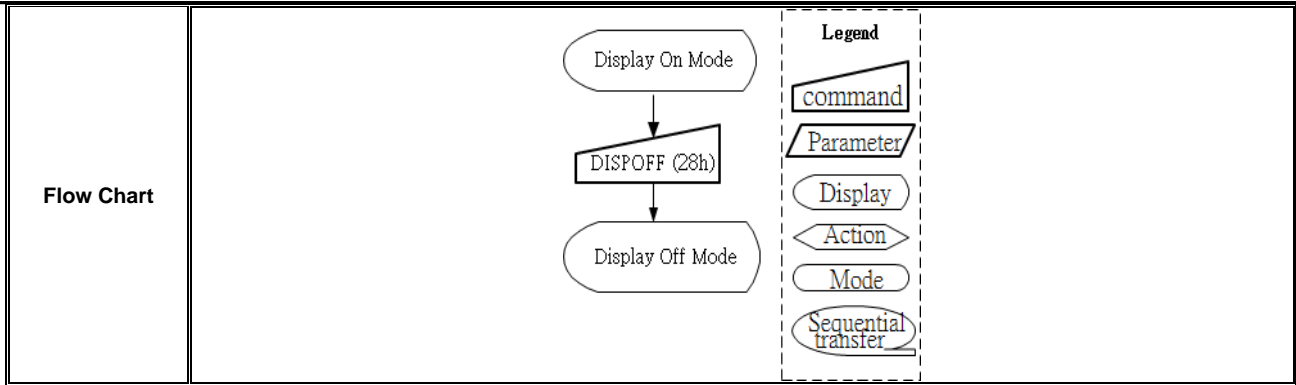 Flow Chart
Display On Mode
DISPOFF (28h)
Display Off Mode
Legend
command
Parameter
Display
Action
Mode
Sequential
transfer